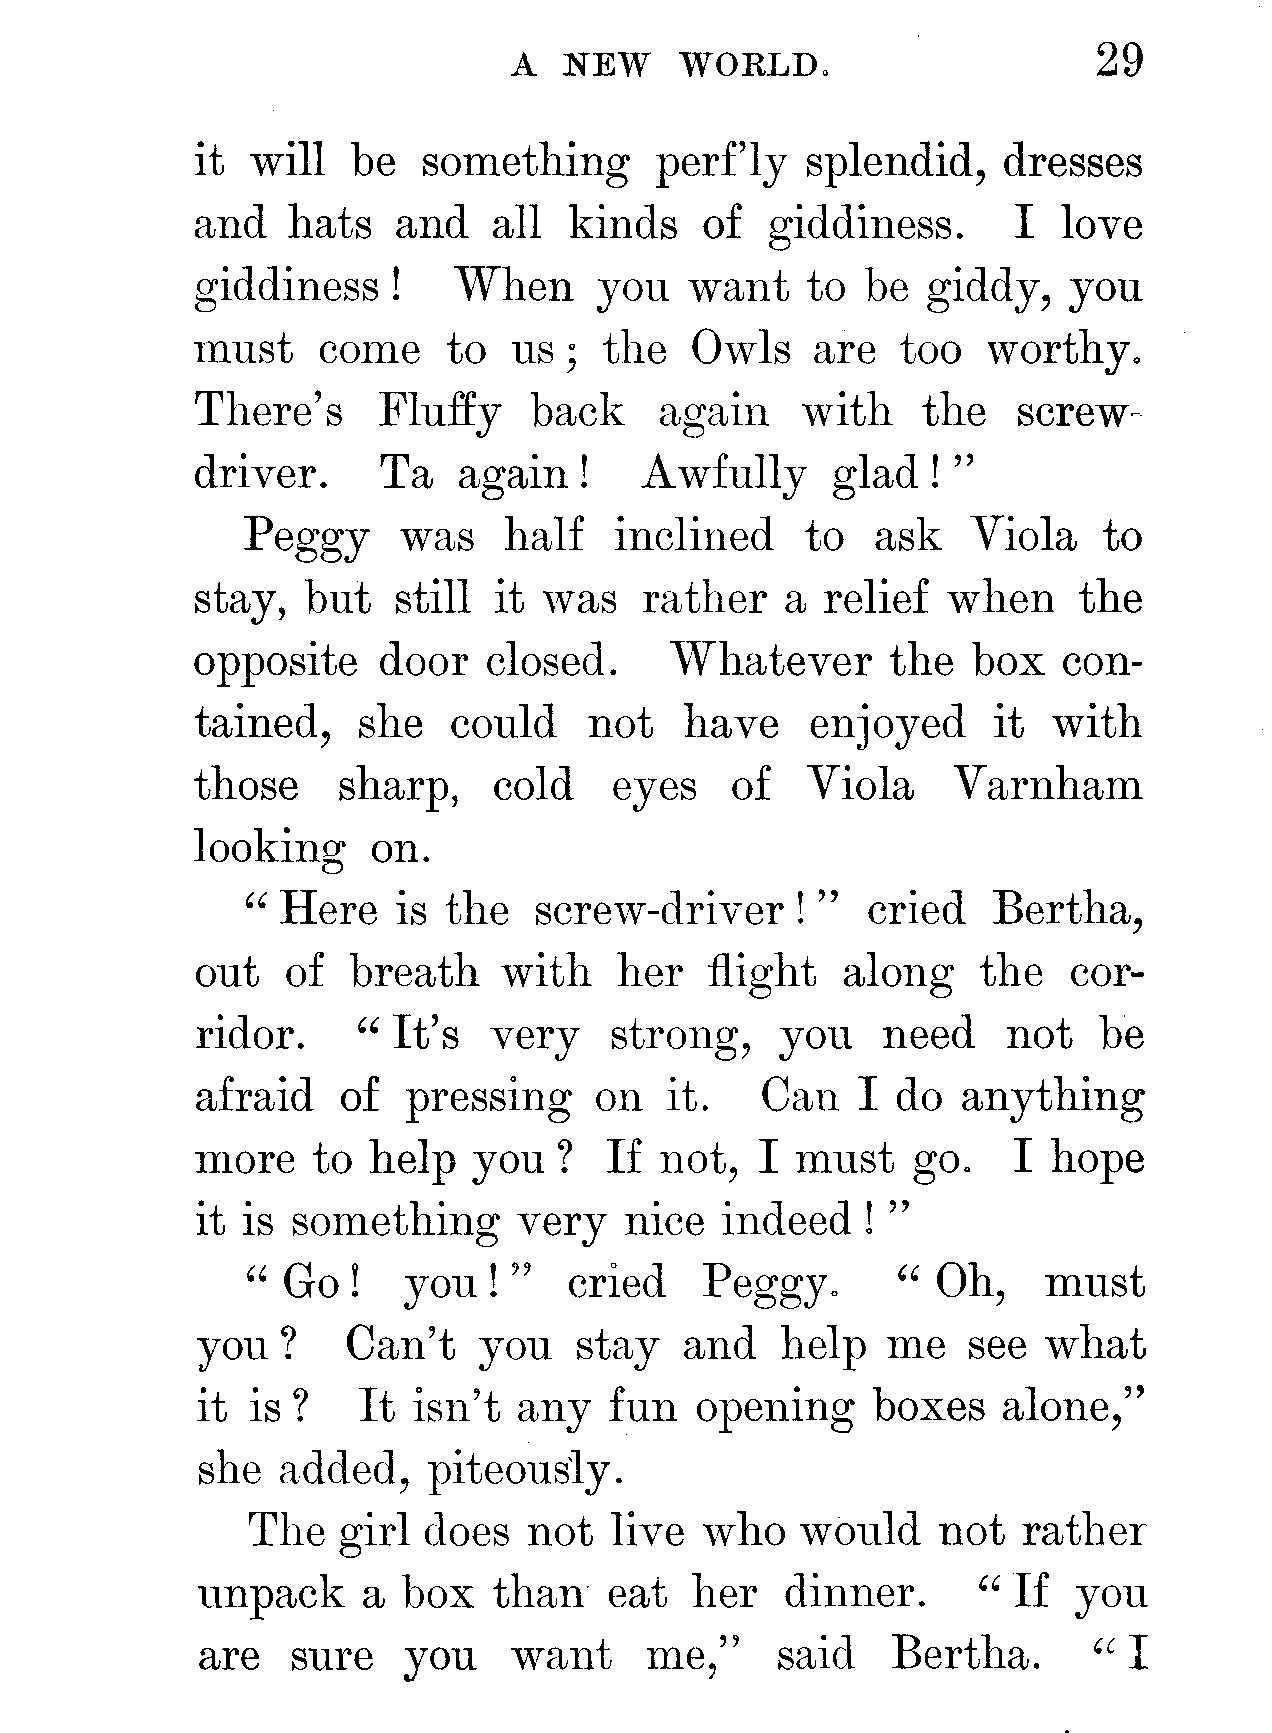 A NEW WORLD. 29
it will be something perf'ly splendid, dresses
and hats and all kinds of giddiness. I love
giddiness! When you want to be giddy, you
must come to us; the Owls are too worthy.
There's Fluffy back again with the screw-
driver. Ta again! Awfully glad!"
Peggy was half inclined to ask Viola to
stay, but still it was rather a relief when the
opposite door closed. Whatever the box con-
tained, she could not have enjoyed it with
those sharp, cold eyes of Viola Varnham
looking on.
"Here is the screw-driver!" cried Bertha,
out of breath with her flight along the cor-
ridor. "It's very strong, you need not be
afraid of pressing on it. Can I do anything
more to help you? If not, I must go. I hope
it is something very nice indeed!"
"Go! you!" cried Peggy. "Oh, must
you? Can't you stay and help me see what
it is? It isn't any fun opening boxes alone,"
she added, piteously.
The girl does not live who would not rather
unpack a box than eat her dinner. "If you
are sure you want me," said Bertha. "I